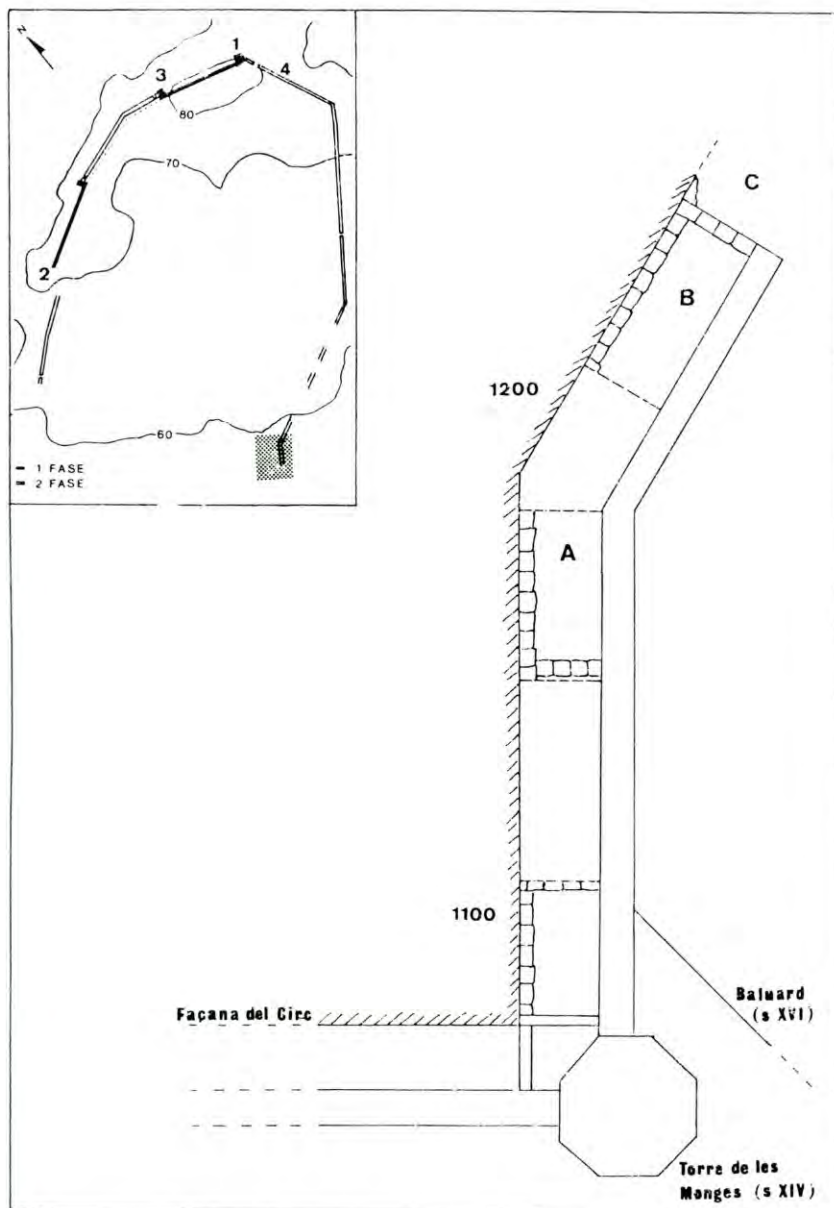 N
1
3
4
80
70
2
60
1 FASE
2 FASE
C
B
1200
A
1100
Façana del Circ
Baluard
(s XVI)
Torre de les
Monges (s XIV)